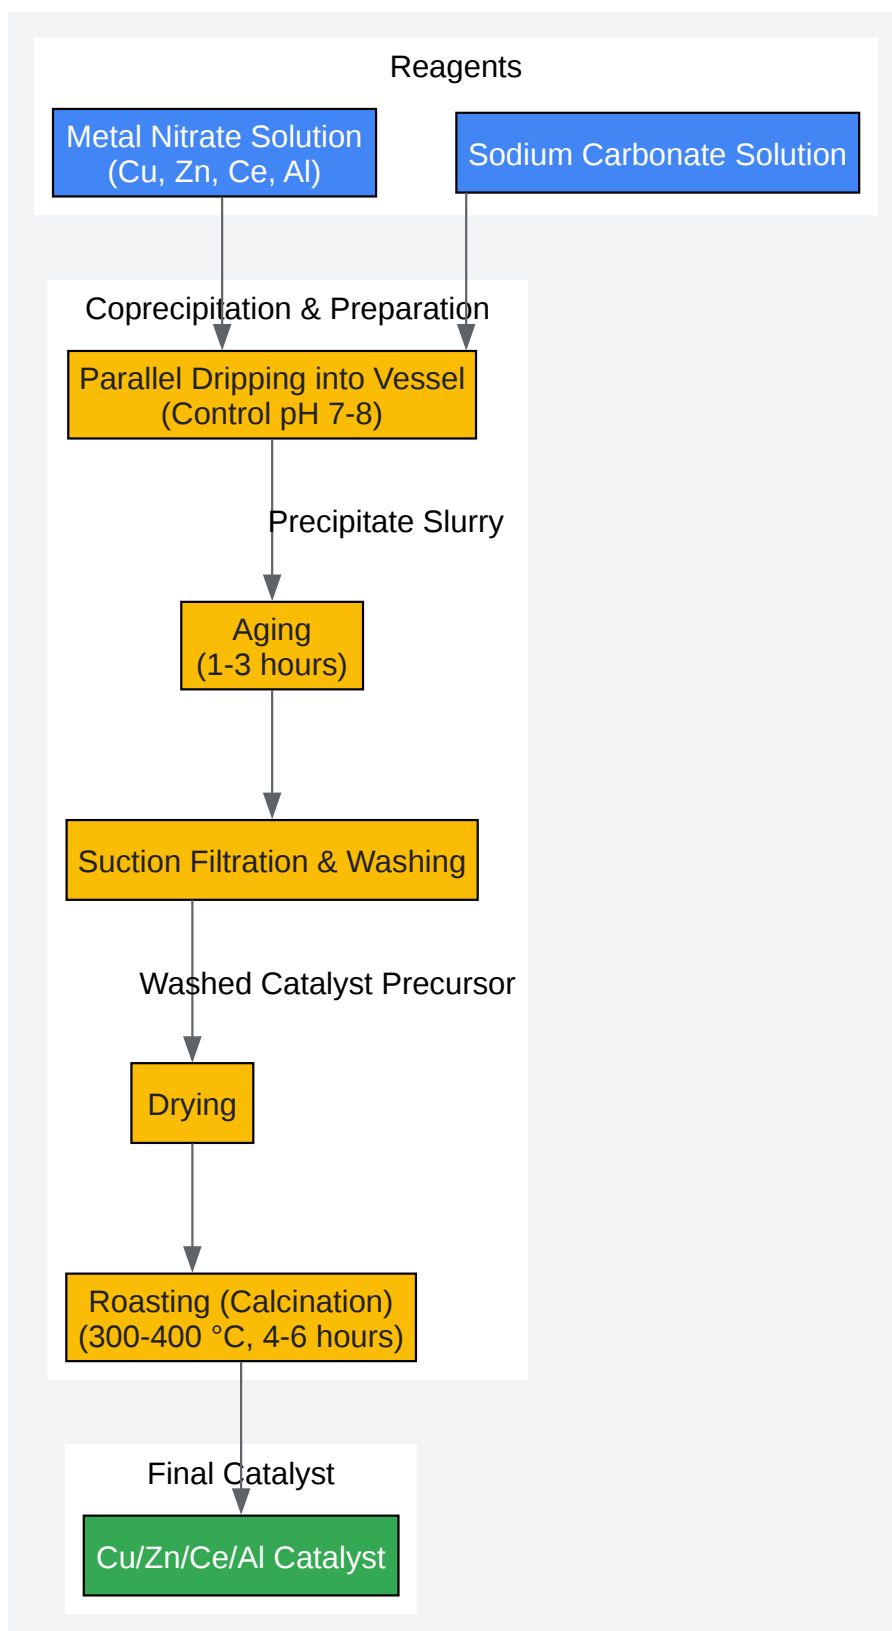 Reagents
Metal Nitrate Solution
(Cu, Zn, Ce, Al)
Sodium Carbonate Solution
Coprecipitation & Preparation
Parallel Dripping into Vessel
(Control pH 7-8)
Precipitate Slurry
Aging
(1-3 hours)
Suction Filtration & Washing
Washed Catalyst Precursor
Drying
Roasting (Calcination)
(300-400 °C, 4-6 hours)
Final Catalyst
Cu/Zn/Ce/Al Catalyst